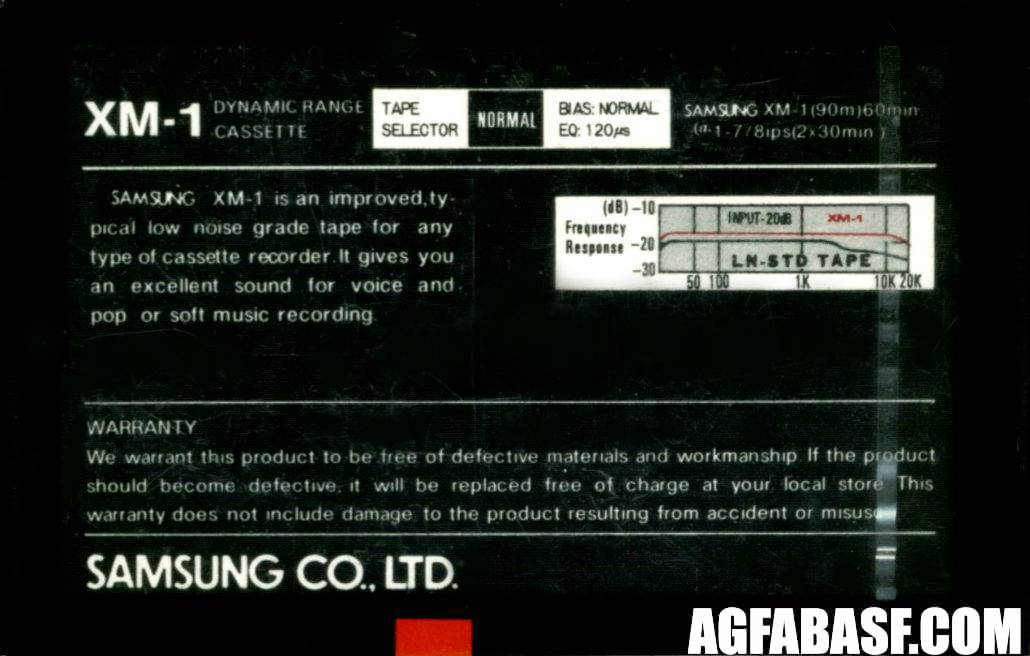 XM-1 DYNAMIC RANGE CASSETTE
TAPE SELECTOR NORMAL BIAS: NORMAL EQ: 120µs
SAMSUNG XM-1(90m)60min
@ 1-7/8ips(2×30min)
SAMSUNG XM-1 is an improved,ty-
pical low noise grade tape for any
type of cassette recorder. It gives you
an excellent sound for voice and
pop or soft music recording.
(dB) -10
Frequency
Response -20
-30
INPUT-20dB XM-1
LN-STD TAPE
50 100 1K 10K 20K
WARRANTY
We warrant this product to be free of defective materials and workmanship. If the product
should become defective, it will be replaced free of charge at your local store This
warranty does not include damage to the product resulting from accident or misuse
SAMSUNG CO., LTD.
AGFABASF.COM